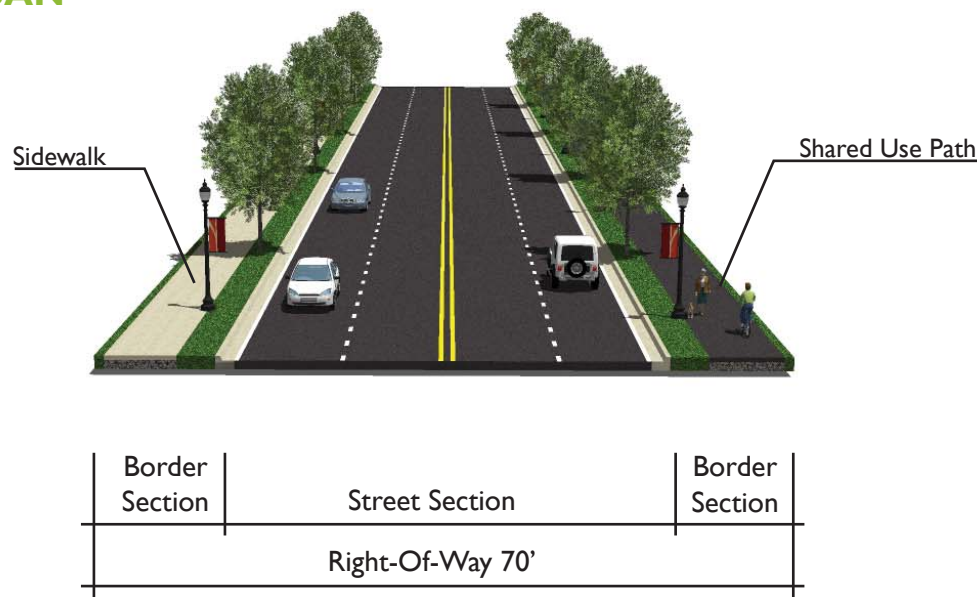 Sidewalk
Shared Use Path
Border
Section
Street Section
Border
Section
Right-Of-Way 70'